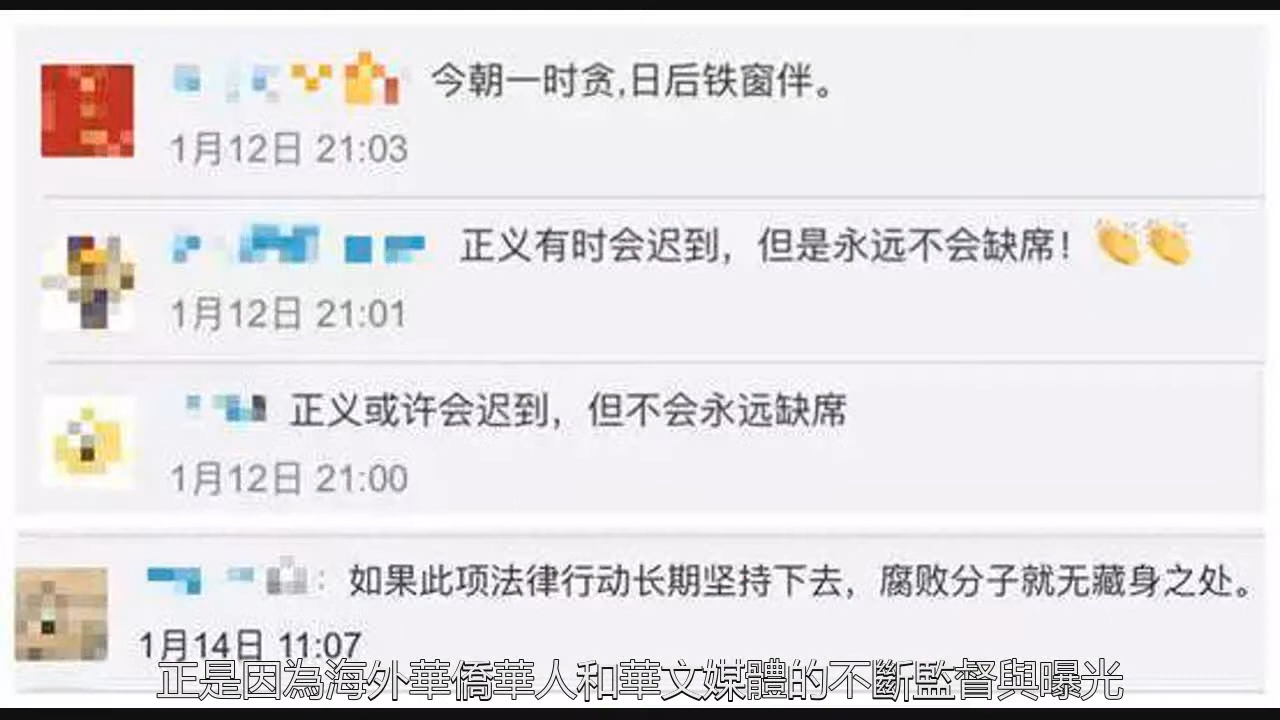 今朝一时贪,日后铁窗伴。
1月12日 21:03
正义有时会迟到，但是永远不会缺席！👏👏
1月12日 21:01
正义或许会迟到，但不会永远缺席
1月12日 21:00
：如果此项法律行动长期坚持下去，腐败分子就无藏身之处。
1月14日 11:07
正是因為海外華僑華人和華文媒體的不斷監督與曝光